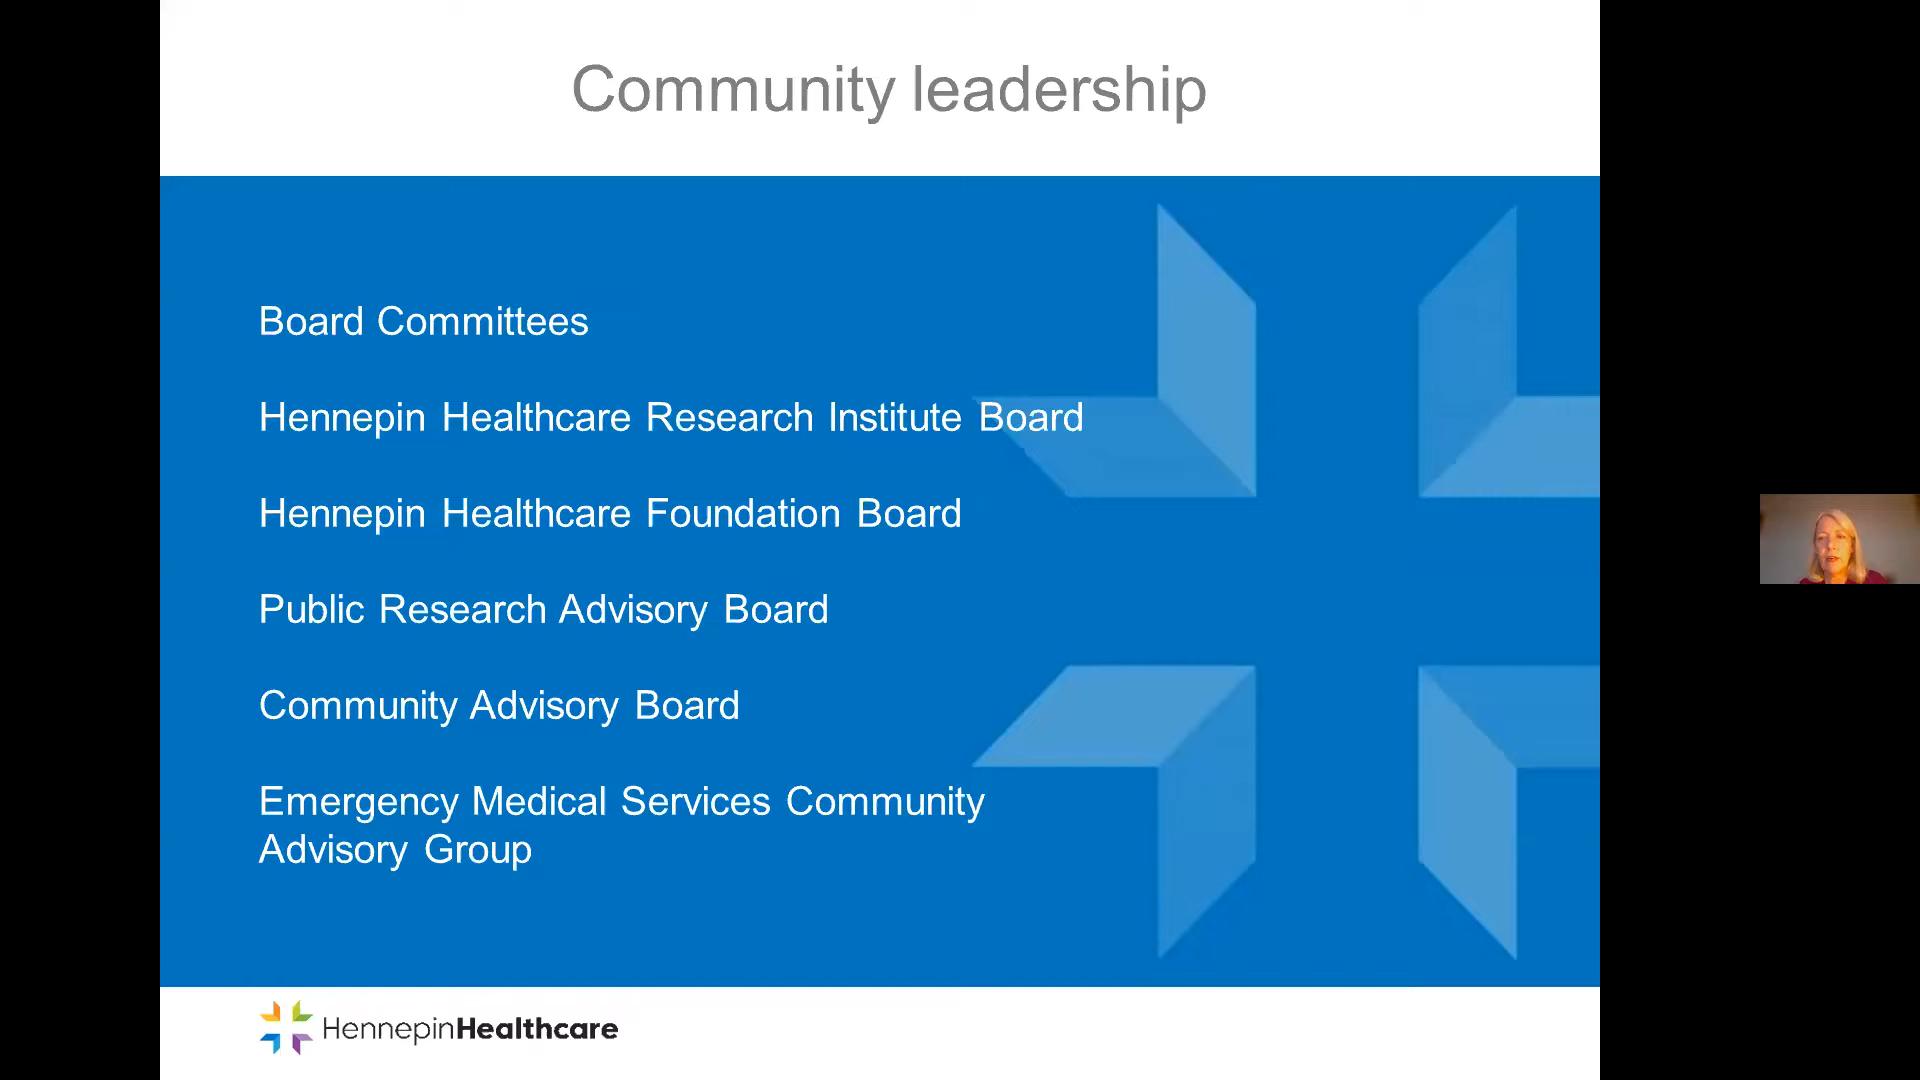 Community leadership
Board Committees
Hennepin Healthcare Research Institute Board
Hennepin Healthcare Foundation Board
Public Research Advisory Board
Community Advisory Board
Emergency Medical Services Community
Advisory Group
HennepinHealthcare